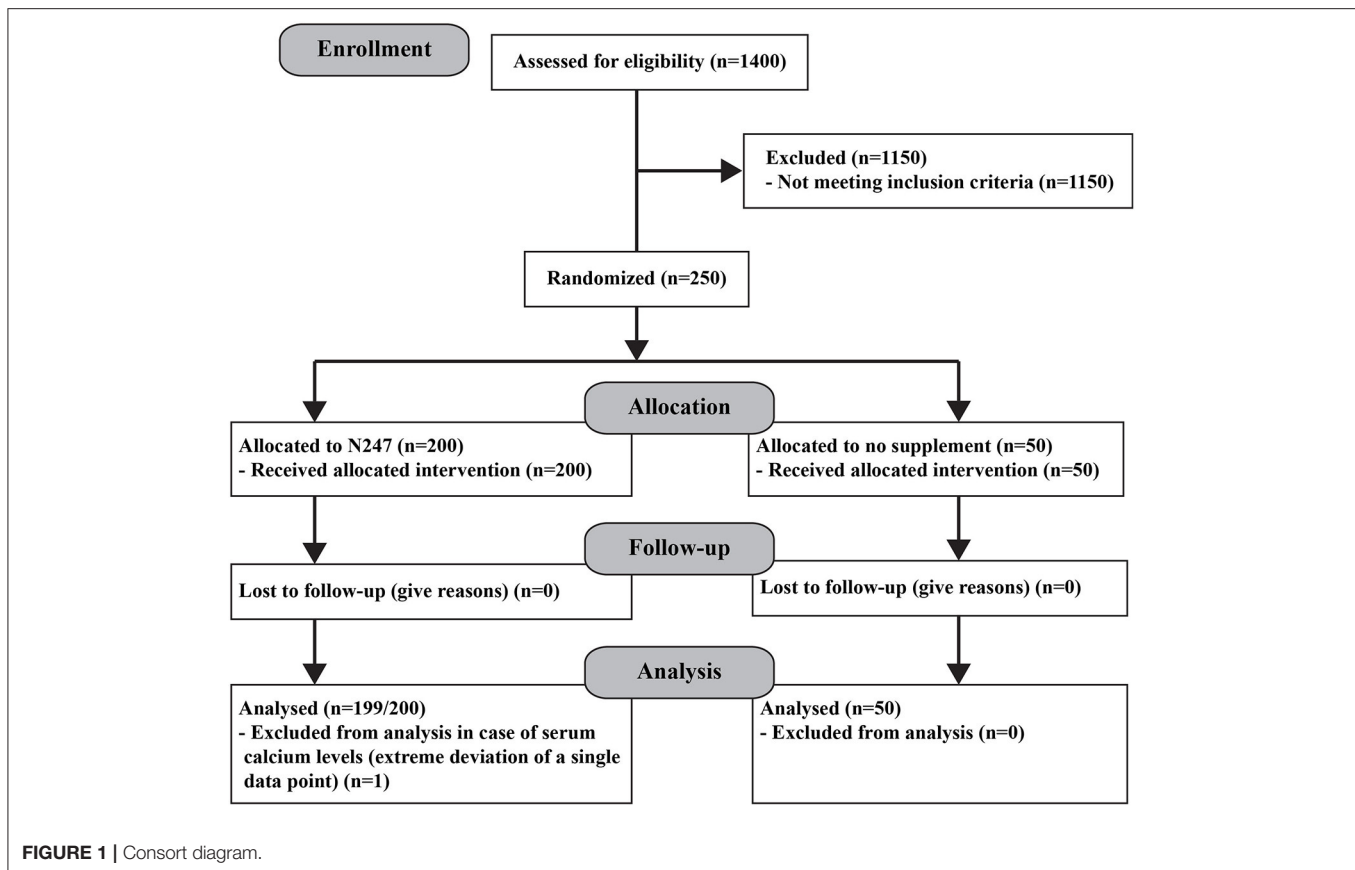 Enrollment
Assessed for eligibility (n=1400)
Excluded (n=1150)
- Not meeting inclusion criteria (n=1150)
Randomized (n=250)
Allocation
Allocated to N247 (n=200)
- Received allocated intervention (n=200)
Allocated to no supplement (n=50)
- Received allocated intervention (n=50)
Follow-up
Lost to follow-up (give reasons) (n=0)
Lost to follow-up (give reasons) (n=0)
Analysis
Analysed (n=199/200)
- Excluded from analysis in case of serum
calcium levels (extreme deviation of a single
data point) (n=1)
Analysed (n=50)
- Excluded from analysis (n=0)
FIGURE 1 | Consort diagram.